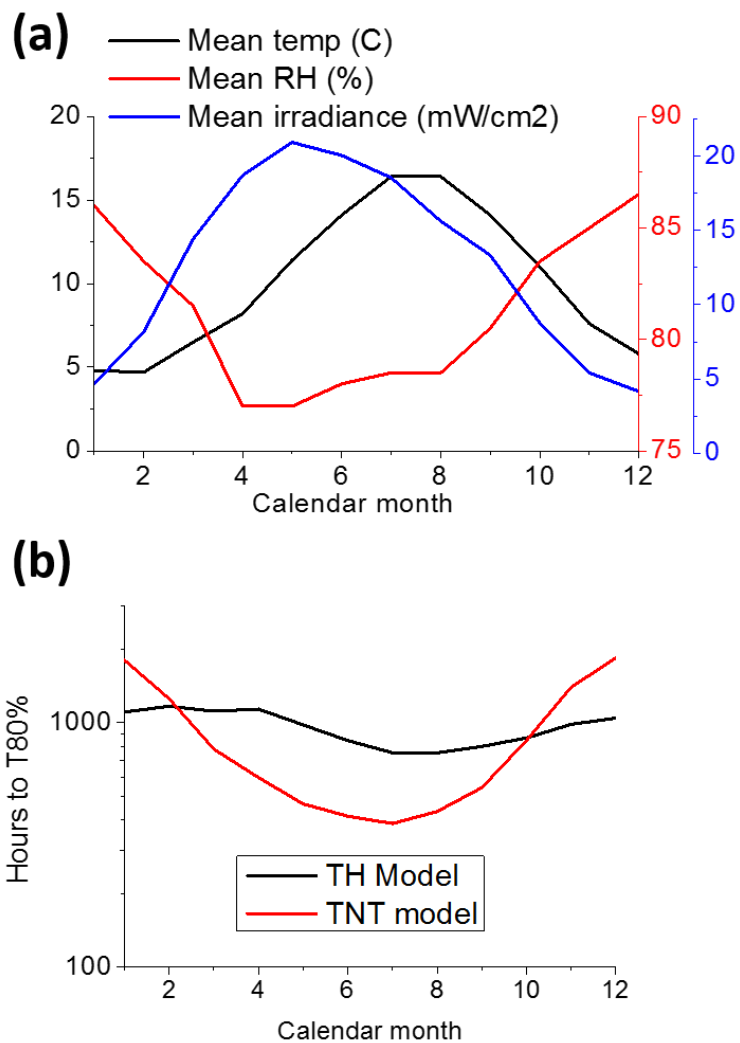 (a)
Mean temp (C)
Mean RH (%)
Mean irradiance (mW/cm2)
20 90
20
15 85
15
10 80
10
5
5
0 75 0
2 4 6 8 10 12
Calendar month
(b)
1000
Hours to T80%
TH Model
TNT model
100
2 4 6 8 10 12
Calendar month